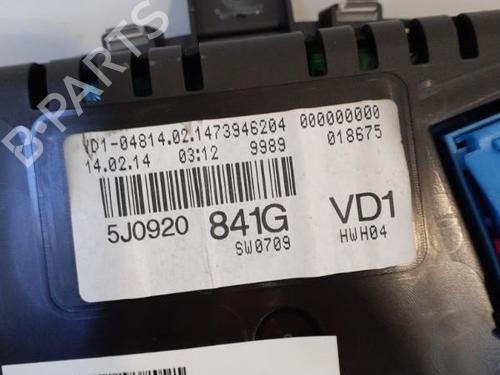 VD1-04814.02.1473946204 000000000
14.02.14 03:12 9989 018675
5J0920 841G VD1
SW0709 HWH04
B-PARTS